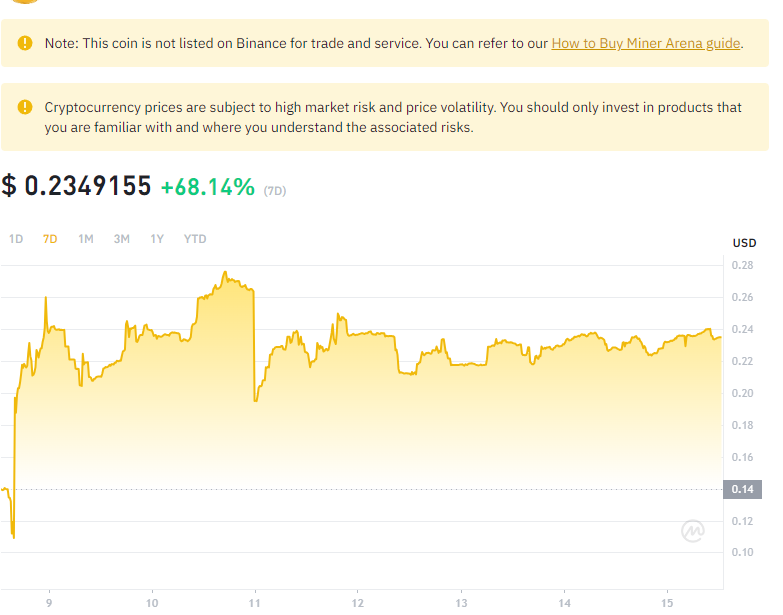 Note: This coin is not listed on Binance for trade and service. You can refer to our How to Buy Miner Arena guide.
Cryptocurrency prices are subject to high market risk and price volatility. You should only invest in products that
you are familiar with and where you understand the associated risks.
$ 0.2349155 +68.14% (7D)
1D 7D 1M 3M 1Y YTD
USD
0.28
0.26
0.24
0.22
0.20
0.18
0.16
0.14
0.12
0.10
9 10 11 12 13 14 15